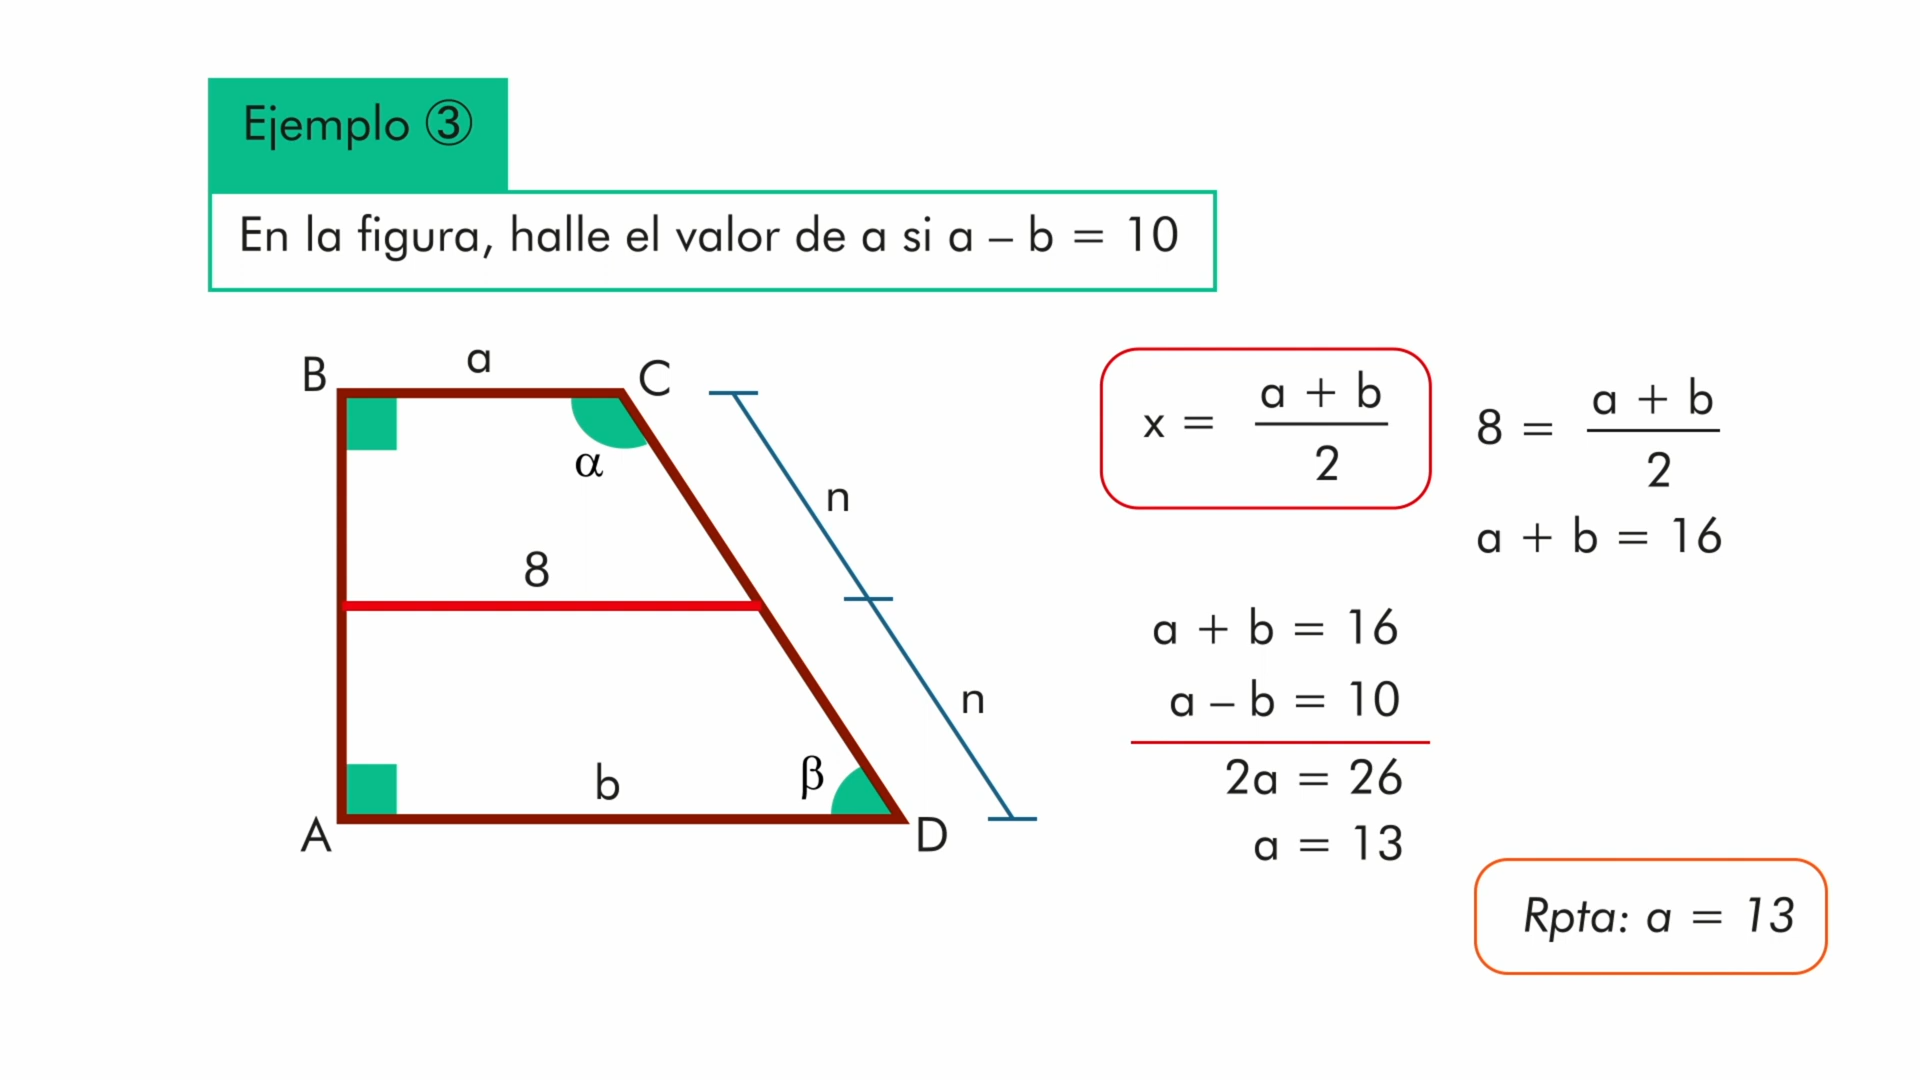 Ejemplo ③
En la figura, halle el valor de a si a – b = 10
B a C
α
n
8
n
b β
A D
x = a + b / 2
8 = a + b / 2
a + b = 16
a + b = 16
a – b = 10
2a = 26
a = 13
Rpta: a = 13